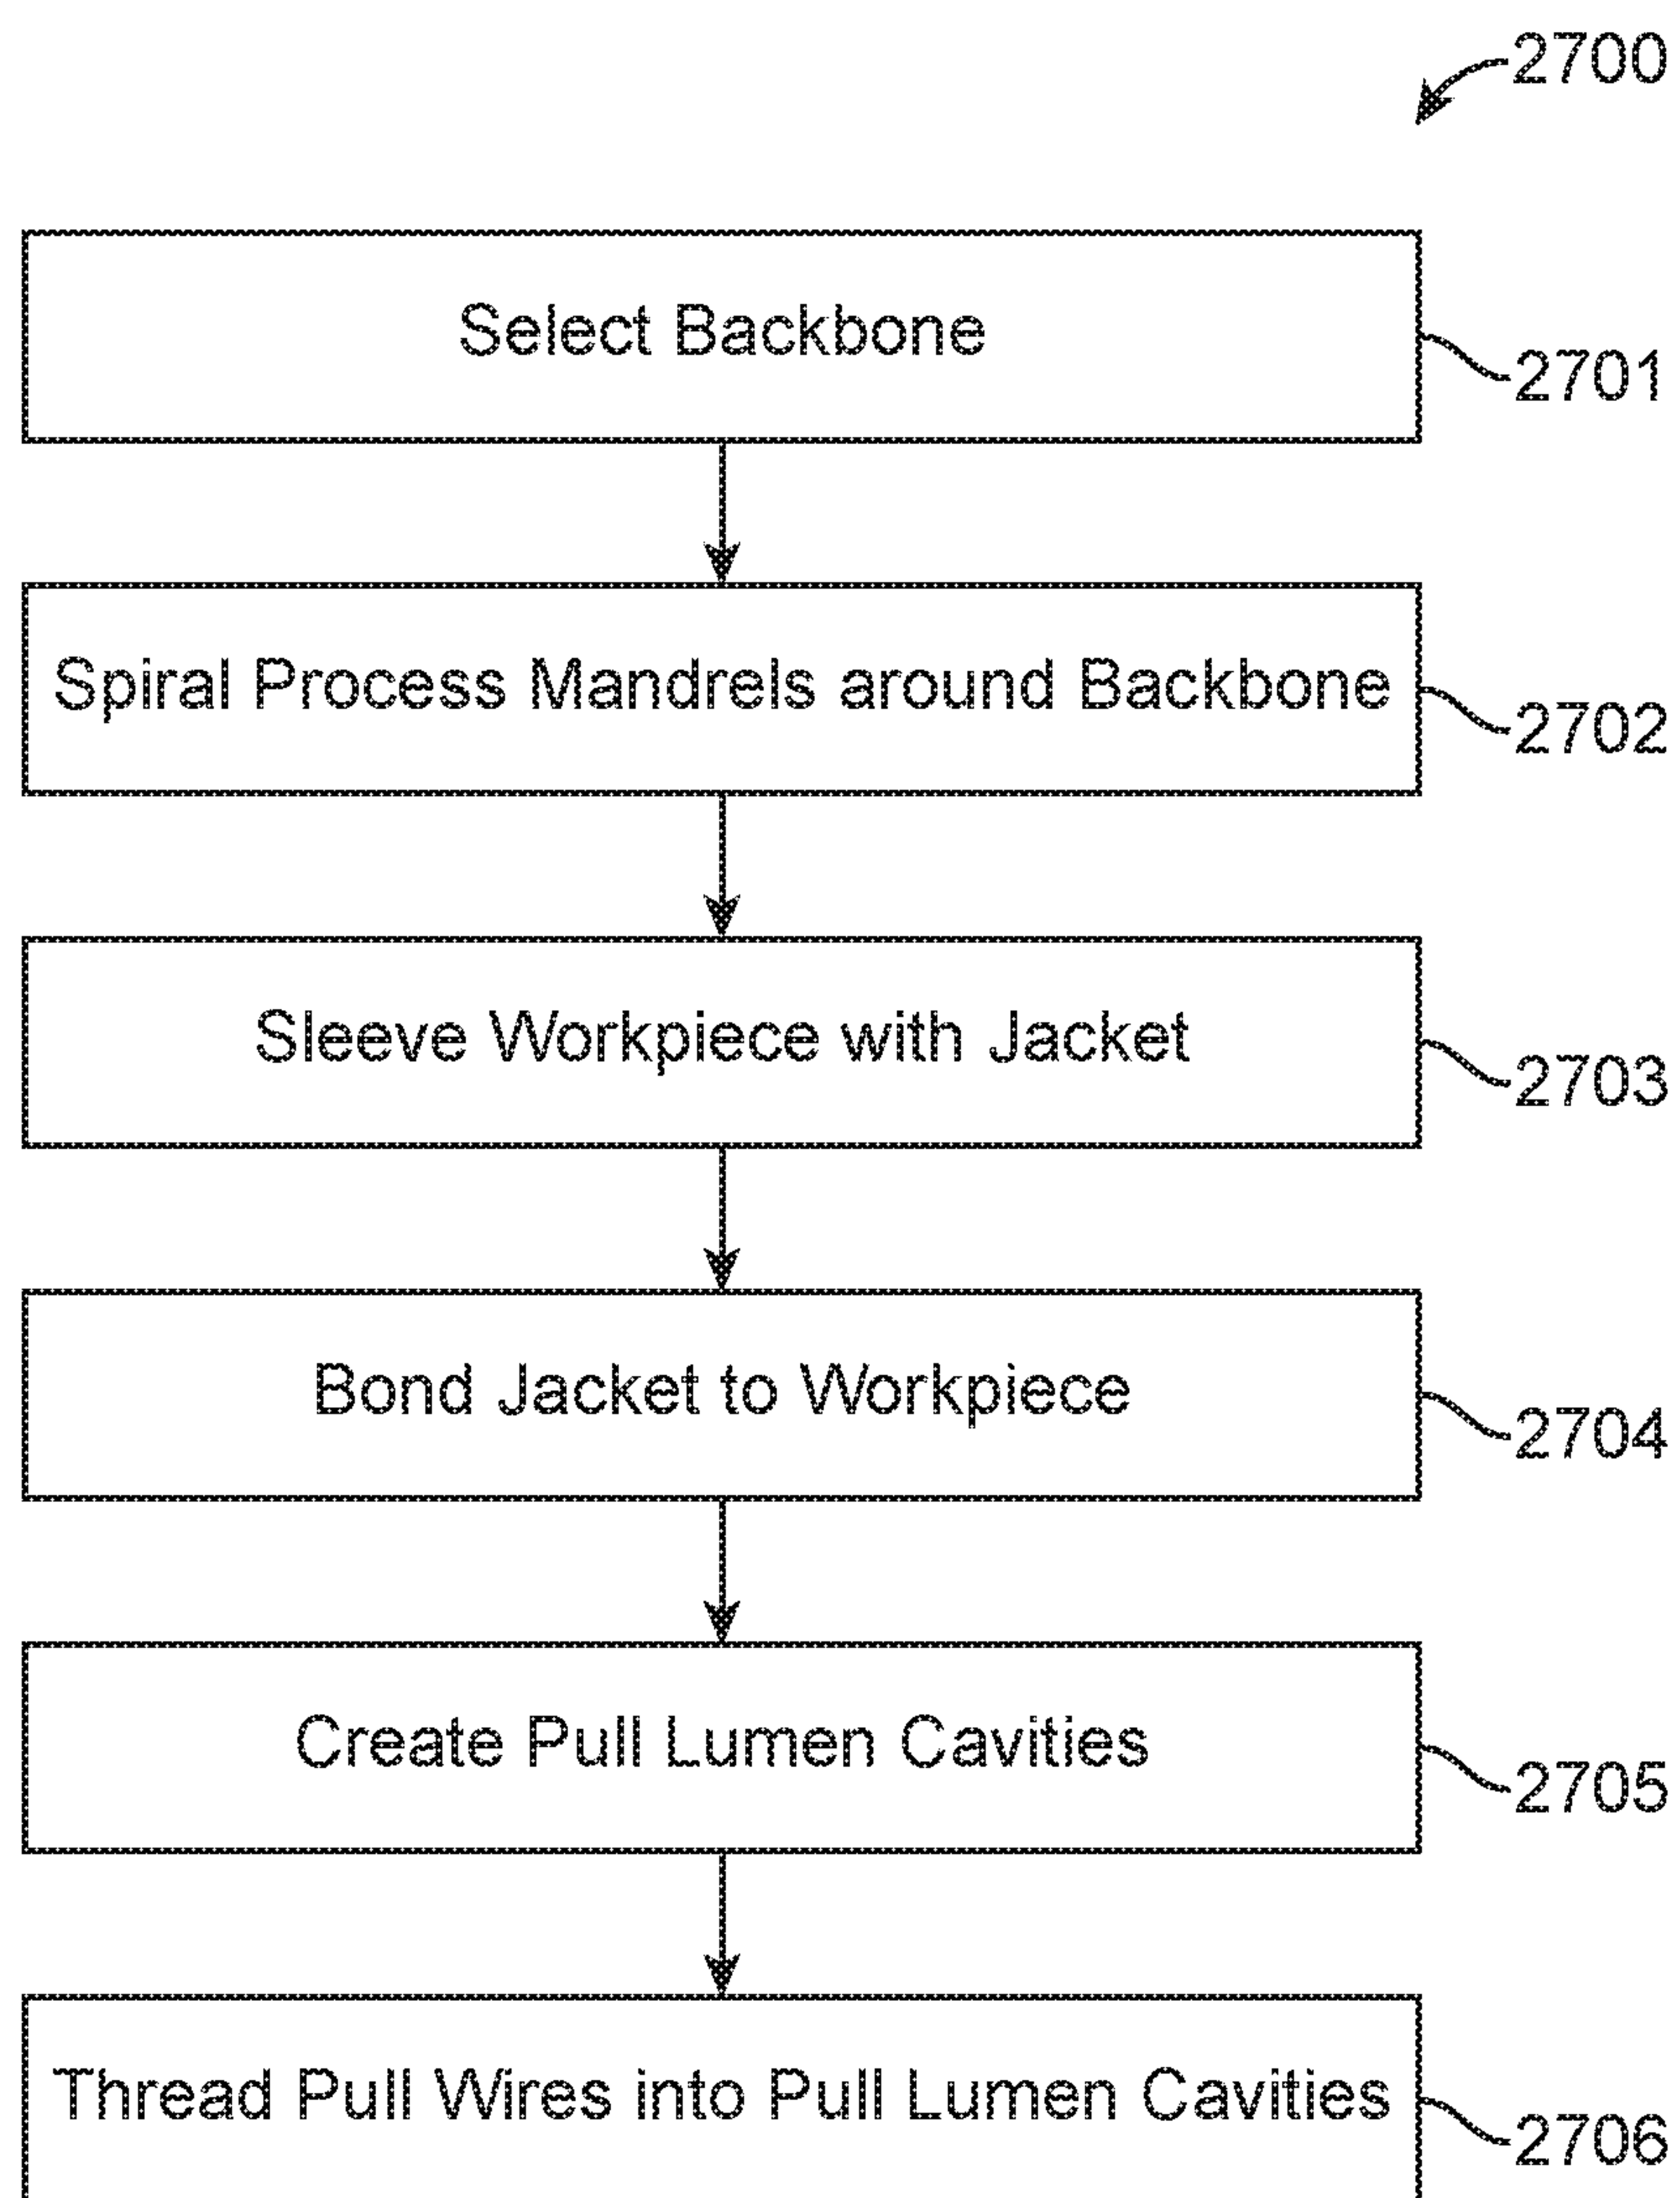 2700
Select Backbone
2701
Spiral Process Mandrels around Backbone
2702
Sleeve Workpiece with Jacket
2703
Bond Jacket to Workpiece
2704
Create Pull Lumen Cavities
2705
Thread Pull Wires into Pull Lumen Cavities
2706